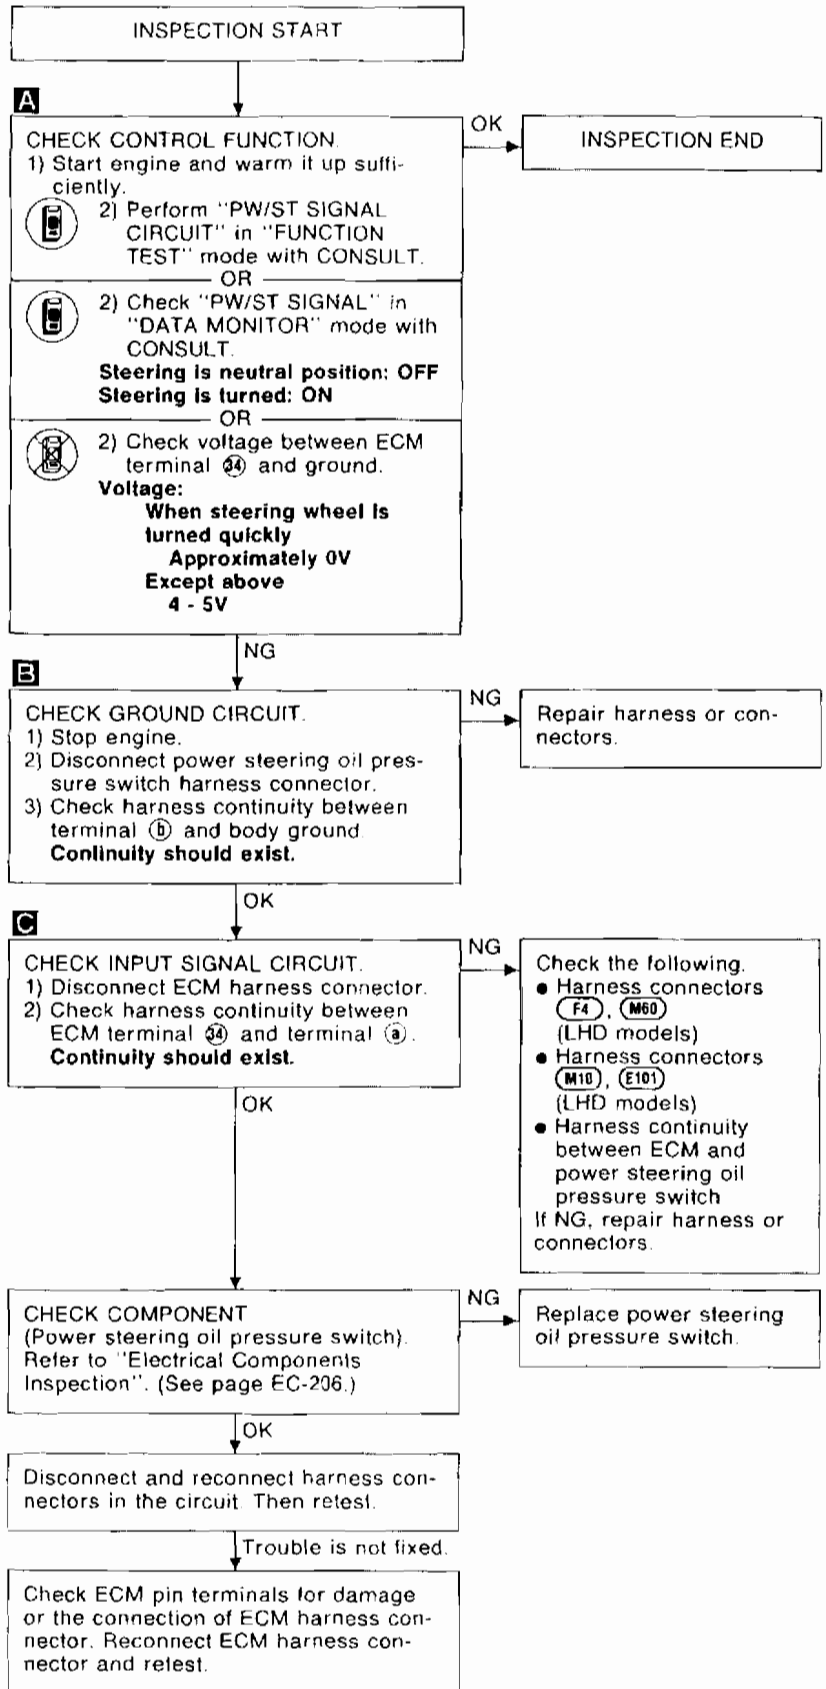 INSPECTION START
A
CHECK CONTROL FUNCTION.
1) Start engine and warm it up suffi-
ciently.
2) Perform "PW/ST SIGNAL
CIRCUIT" in "FUNCTION
TEST" mode with CONSULT.
OR
2) Check "PW/ST SIGNAL" in
"DATA MONITOR" mode with
CONSULT.
Steering is neutral position: OFF
Steering is turned: ON
OR
2) Check voltage between ECM
terminal 34 and ground.
Voltage:
When steering wheel is
turned quickly
Approximately 0V
Except above
4 - 5V
OK
INSPECTION END
NG
B
CHECK GROUND CIRCUIT.
1) Stop engine.
2) Disconnect power steering oil pres-
sure switch harness connector.
3) Check harness continuity between
terminal b and body ground
Continuity should exist.
NG
Repair harness or con-
nectors.
OK
C
CHECK INPUT SIGNAL CIRCUIT.
1) Disconnect ECM harness connector.
2) Check harness continuity between
ECM terminal 34 and terminal a.
Continuity should exist.
NG
Check the following.
● Harness connectors
F4, M60
(LHD models)
● Harness connectors
M10, E101
(LHD models)
● Harness continuity
between ECM and
power steering oil
pressure switch
If NG, repair harness or
connectors.
OK
CHECK COMPONENT
(Power steering oil pressure switch).
Refer to "Electrical Components
Inspection". (See page EC-206.)
NG
Replace power steering
oil pressure switch.
OK
Disconnect and reconnect harness con-
nectors in the circuit. Then retest.
Trouble is not fixed.
Check ECM pin terminals for damage
or the connection of ECM harness con-
nector. Reconnect ECM harness con-
nector and retest.